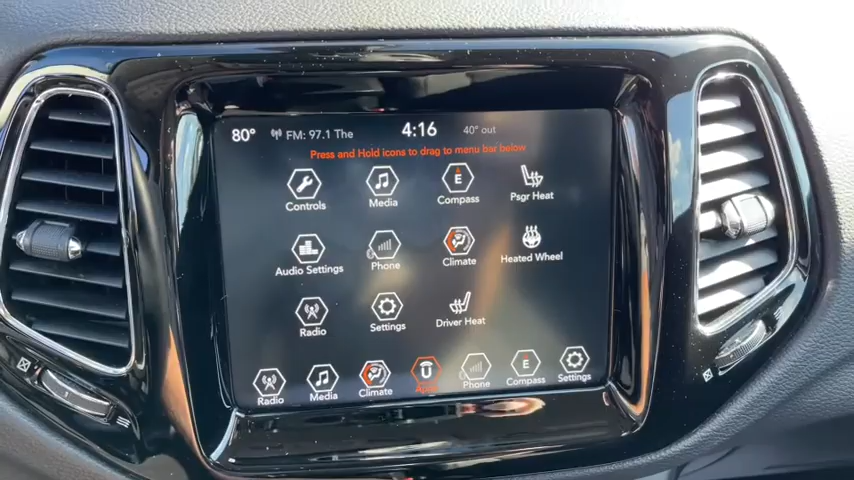 80° FM: 97.1 The 4:16 40° out
Press and Hold icons to drag to menu bar below
Controls Media E Compass Psgr Heat
Audio Settings Phone Climate Heated Wheel
Radio Settings Driver Heat
Radio Media Climate Apps Phone E Compass Settings